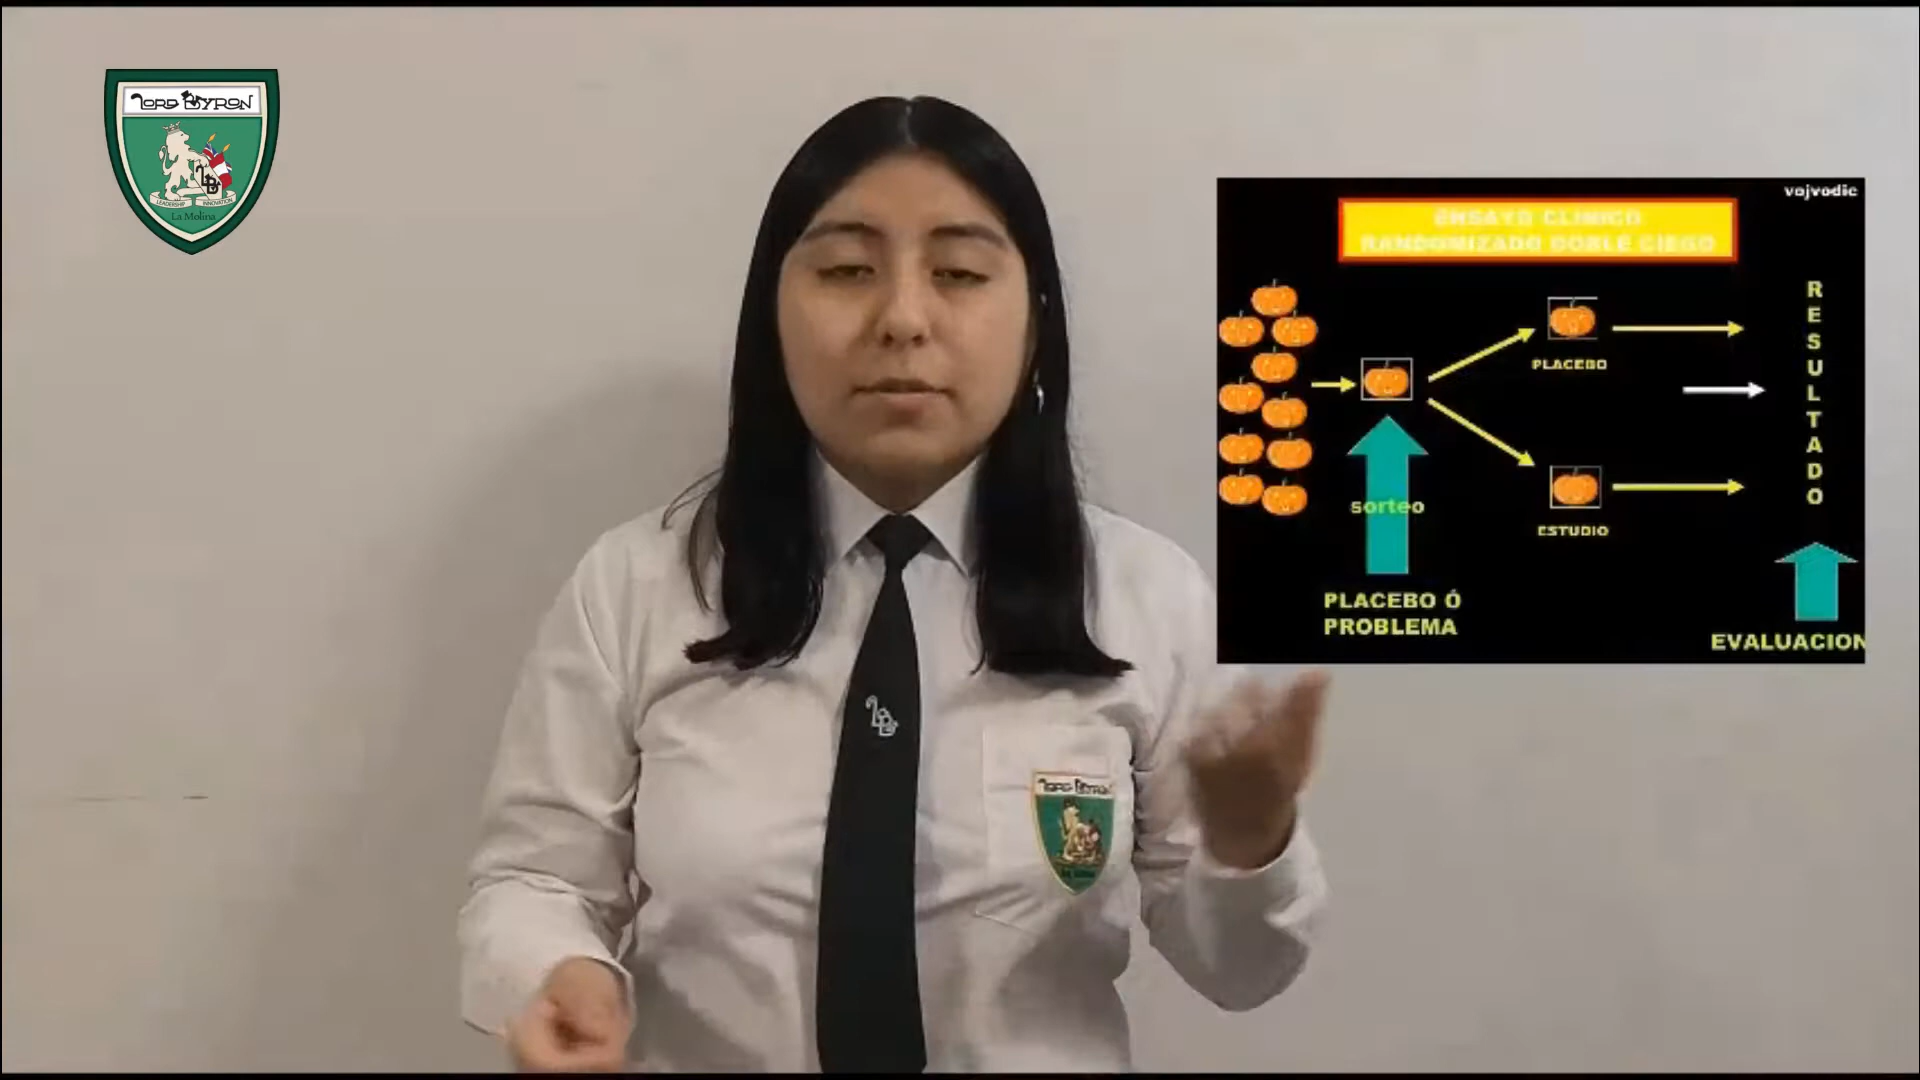 LORD BYRON
LEADERSHIP
INNOVATION
La Molina
vojvodic
ENSAYO CLINICO
RANDOMIZADO DOBLE CIEGO
PLACEBO
RESULTADO
sorteo
ESTUDIO
PLACEBO Ó
PROBLEMA
EVALUACION
LORD BYRON